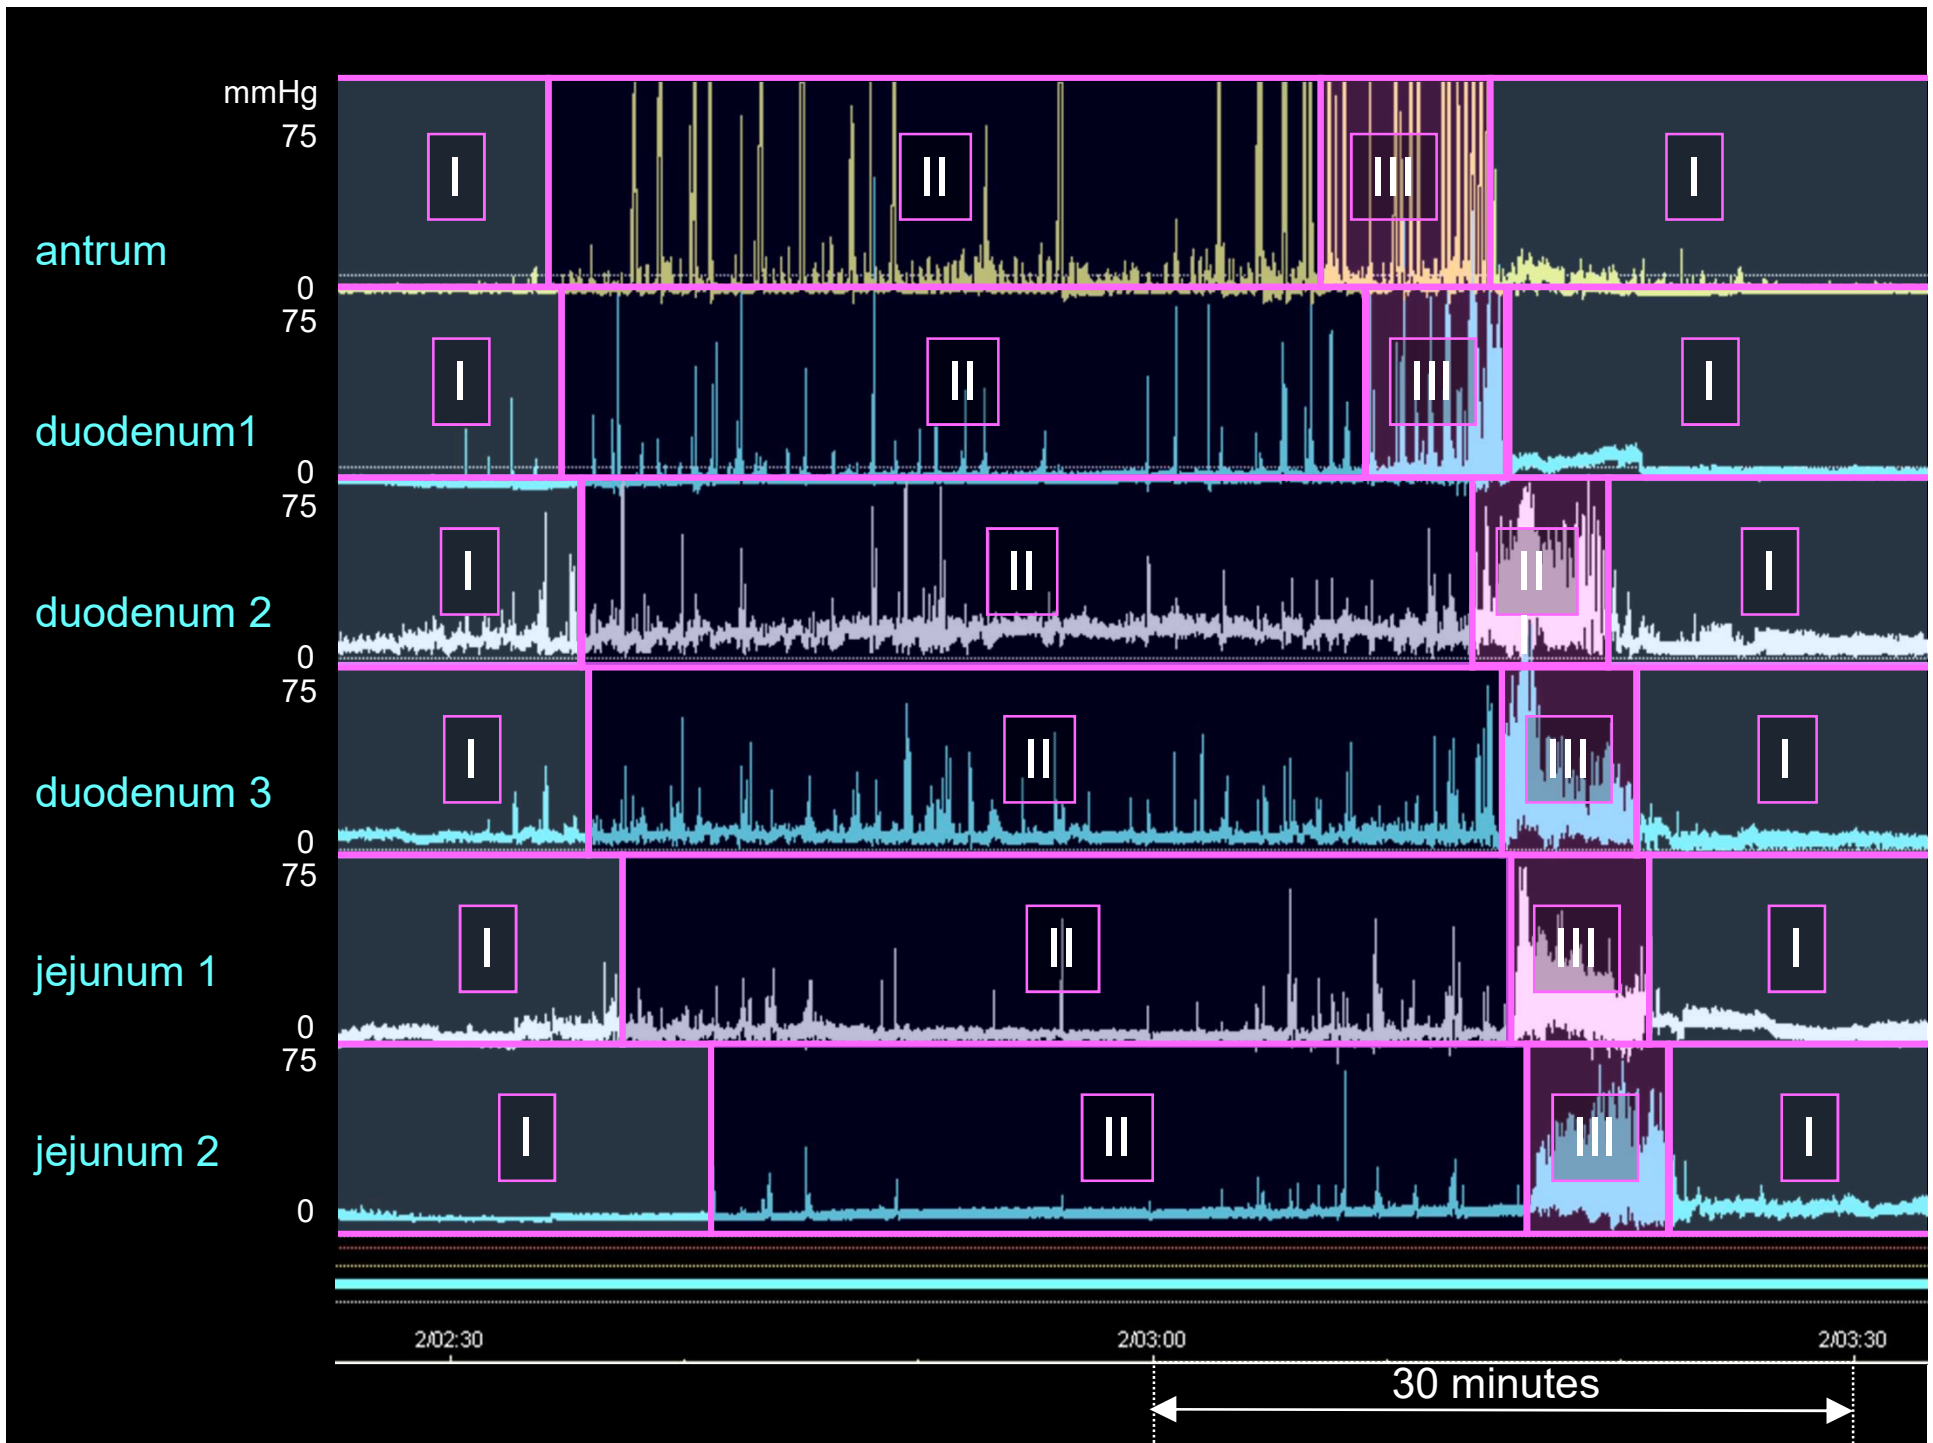 mmHg
75
I II III I
antrum
0
75
I II III I
duodenum1
0
75
I II II I
duodenum 2
0
75
I II III I
duodenum 3
0
75
I II III I
jejunum 1
0
75
I II III I
jejunum 2
0
2/02:30 2/03:00 2/03:30
30 minutes